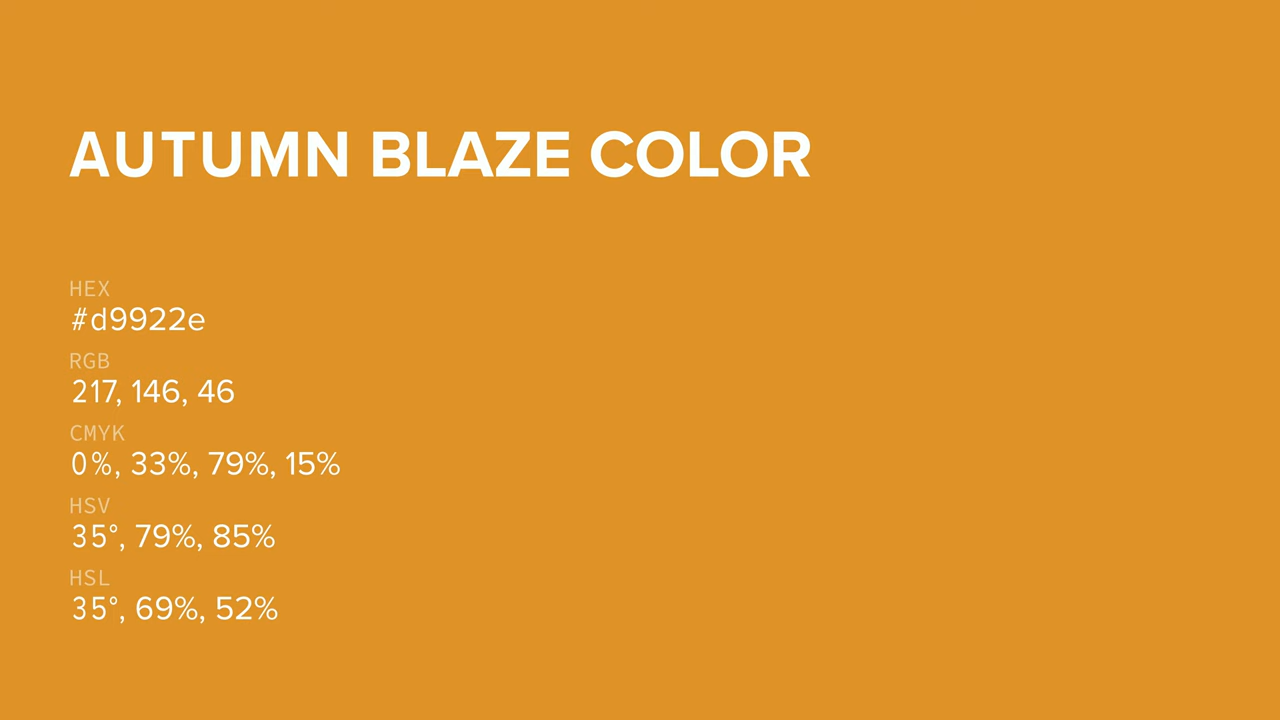 AUTUMN BLAZE COLOR
HEX
#d9922e
RGB
217, 146, 46
CMYK
0%, 33%, 79%, 15%
HSV
35°, 79%, 85%
HSL
35°, 69%, 52%